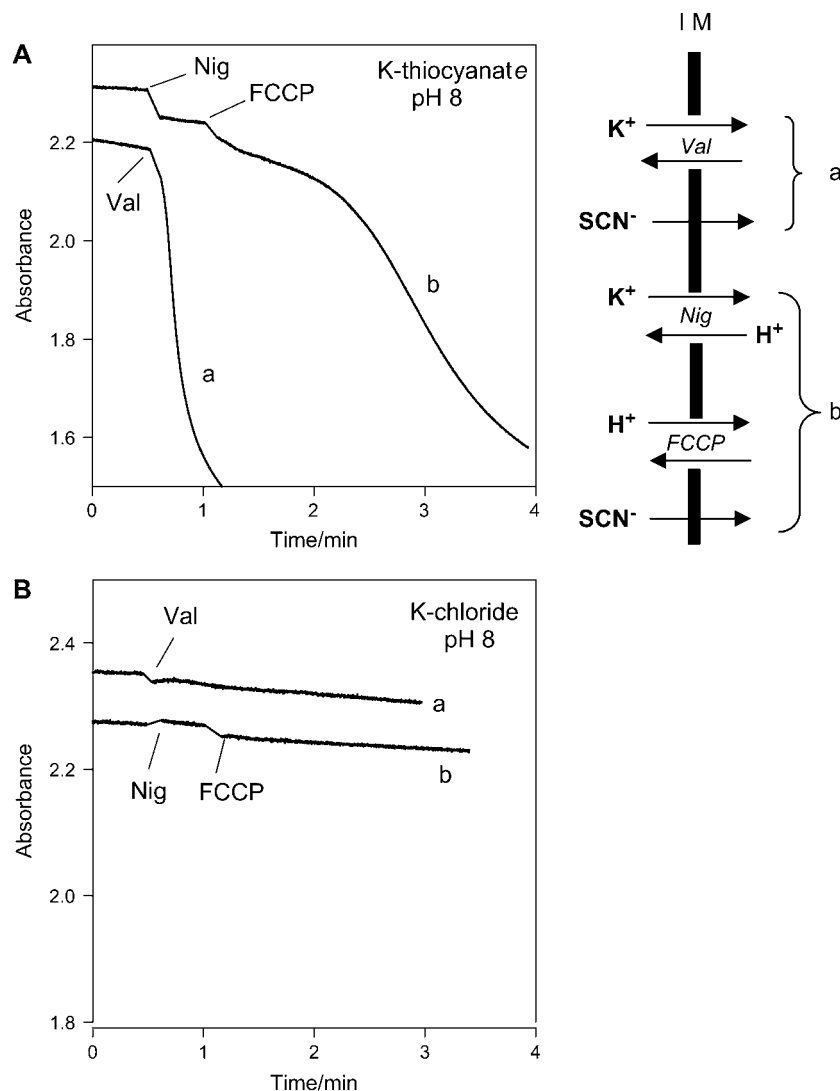 A
K-thiocyanate
pH 8
Nig
FCCP
Val
a
b
2.2
2.0
1.8
1.6
Absorbance
0 1 2 3 4
Time/min
I M
K+
Val
SCN-
a
K+
Nig
H+
H+
FCCP
SCN-
b
B
K-chloride
pH 8
Val
a
Nig
FCCP
b
2.4
2.2
2.0
1.8
Absorbance
0 1 2 3 4
Time/min